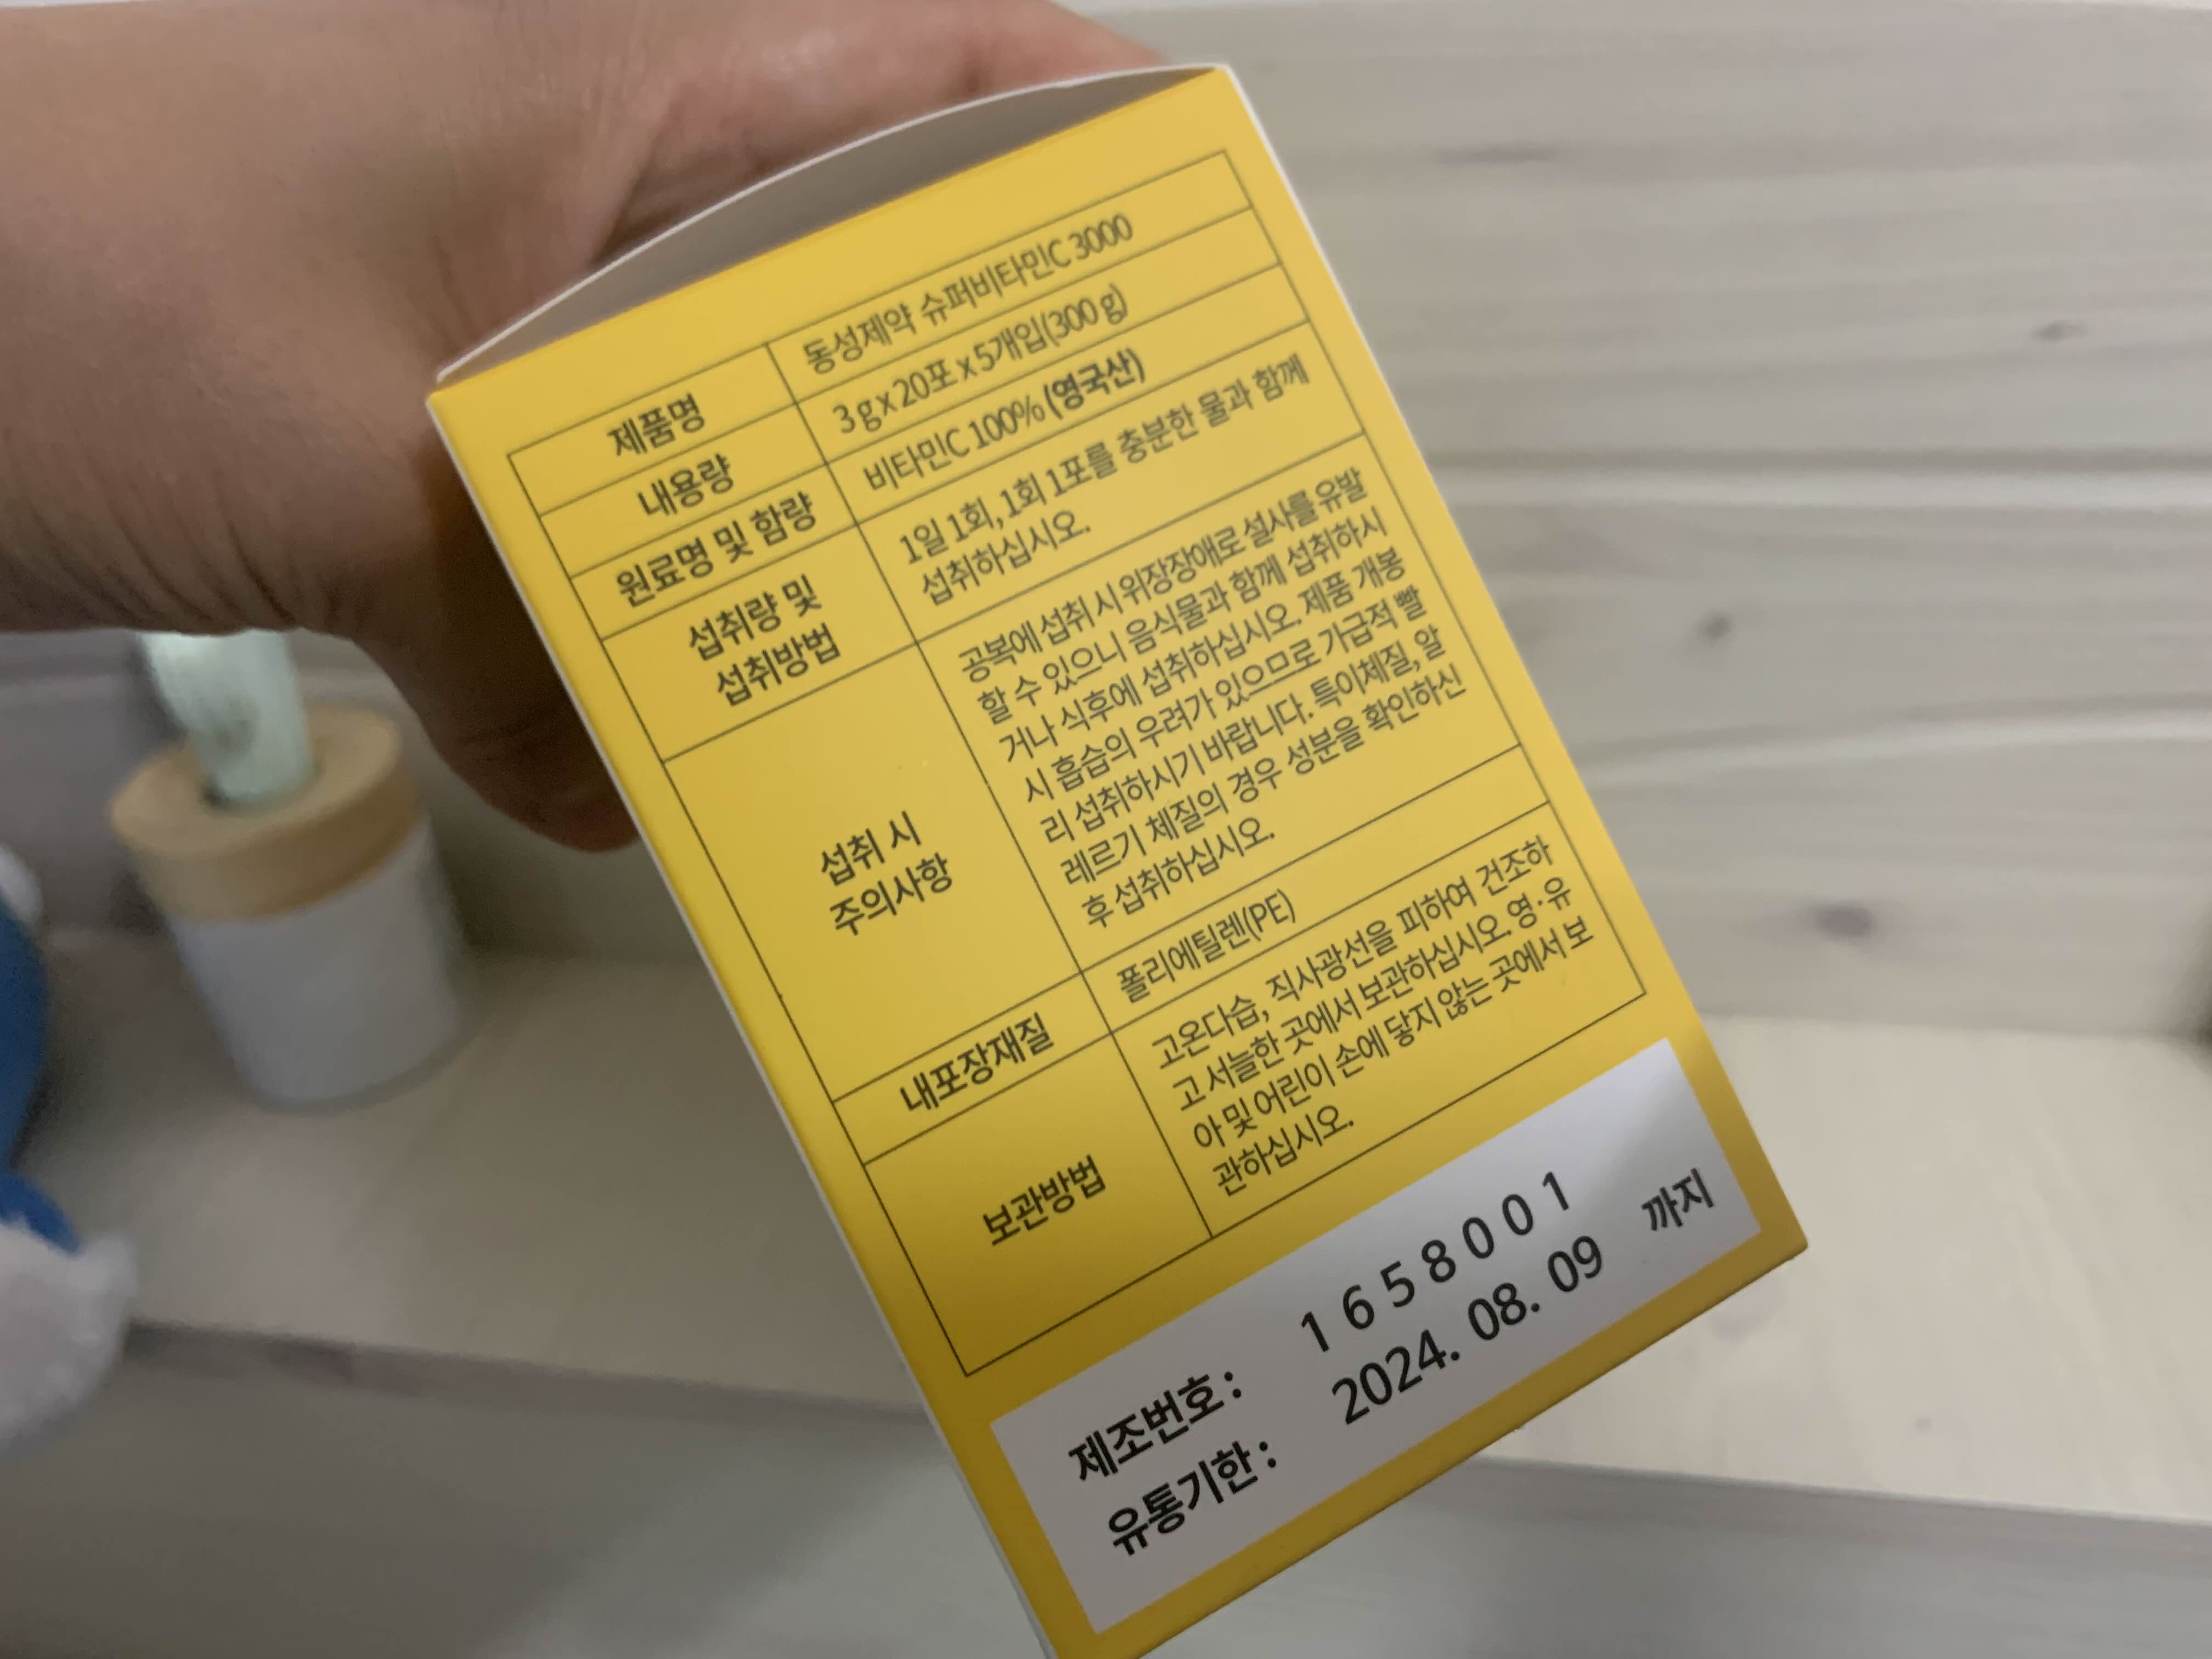 제품명
동성제약 슈퍼비타민C 3000
내용량
3 g x 20포 x 5개입(300 g)
원료명 및 함량
비타민C 100% (영국산)
섭취량 및
섭취방법
1일 1회, 1회 1포를 충분한 물과 함께
섭취하십시오.
섭취 시
주의사항
공복에 섭취 시 위장장애로 설사를 유발
할 수 있으니 음식물과 함께 섭취하시
거나 식후에 섭취하십시오. 제품 개봉
시 흡습의 우려가 있으므로 가급적 빨
리 섭취하시기 바랍니다. 특이체질, 알
레르기 체질의 경우 성분을 확인하신
후 섭취하십시오.
내포장재질
폴리에틸렌(PE)
보관방법
고온다습, 직사광선을 피하여 건조하
고 서늘한 곳에서 보관하십시오. 영·유
아 및 어린이 손에 닿지 않는 곳에서 보
관하십시오.
제조번호 : 1658001
유통기한 : 2024. 08. 09 까지